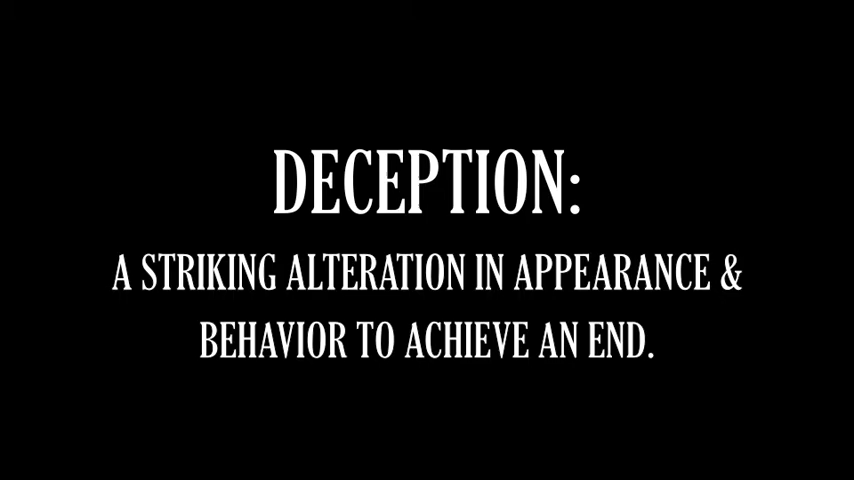 DECEPTION:
A STRIKING ALTERATION IN APPEARANCE &
BEHAVIOR TO ACHIEVE AN END.